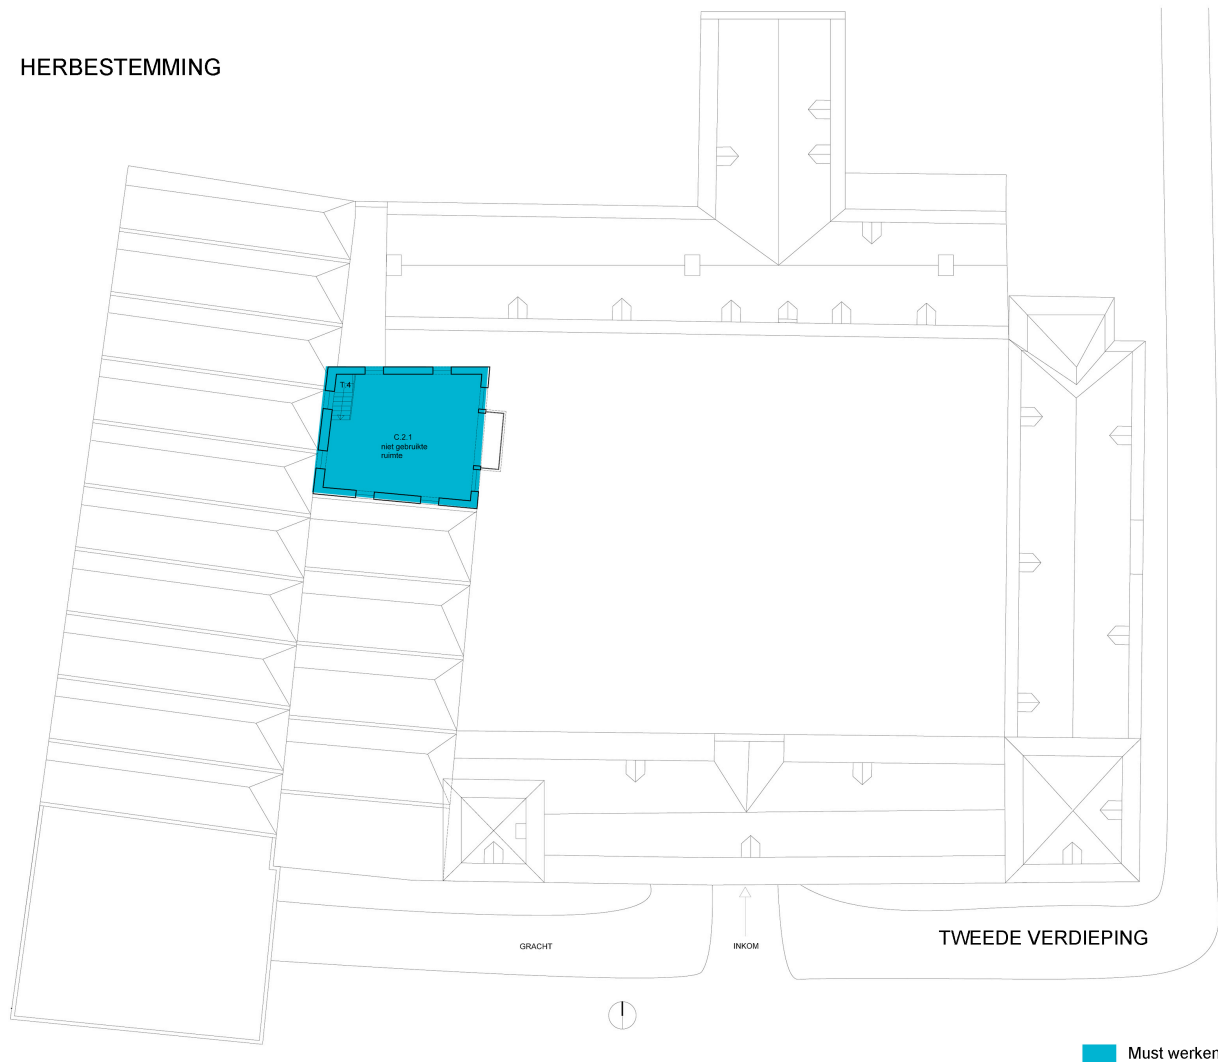 HERBESTEMMING
T.4
C.2.1
niet gebruikte
ruimte
GRACHT
INKOM
TWEEDE VERDIEPING
Must werken